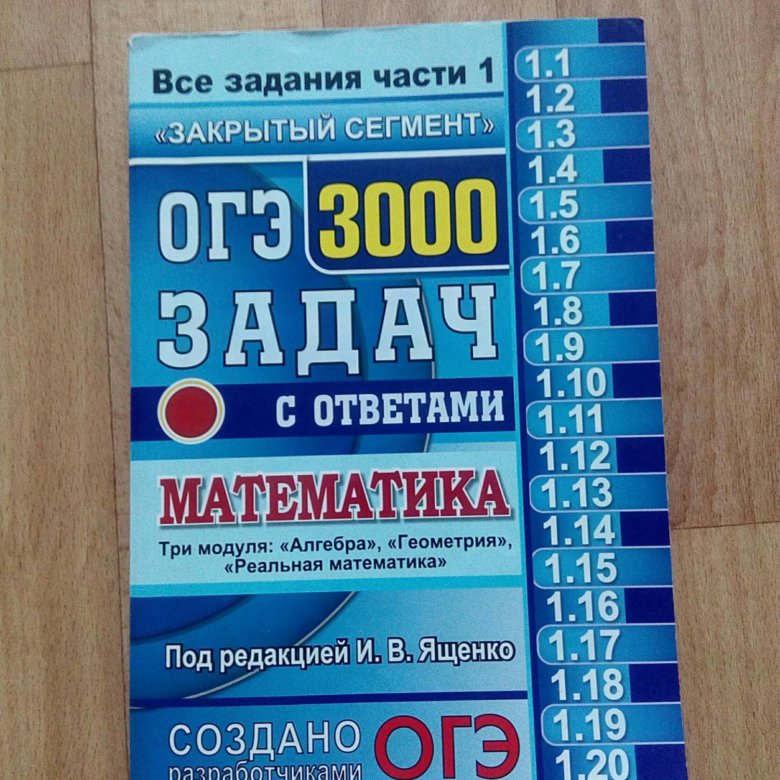 Все задания части 1
«ЗАКРЫТЫЙ СЕГМЕНТ»
ОГЭ 3000
ЗАДАЧ
С ОТВЕТАМИ
МАТЕМАТИКА
Три модуля: «Алгебра», «Геометрия»,
«Реальная математика»
Под редакцией И. В. Ященко
СОЗДАНО ОГЭ
разработчиками
1.1
1.2
1.3
1.4
1.5
1.6
1.7
1.8
1.9
1.10
1.11
1.12
1.13
1.14
1.15
1.16
1.17
1.18
1.19
1.20